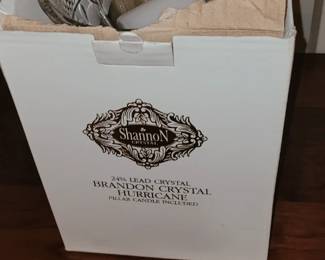 Shannon
CRYSTAL
24% LEAD CRYSTAL
BRANDON CRYSTAL
HURRICANE
PILLAR CANDLE INCLUDED